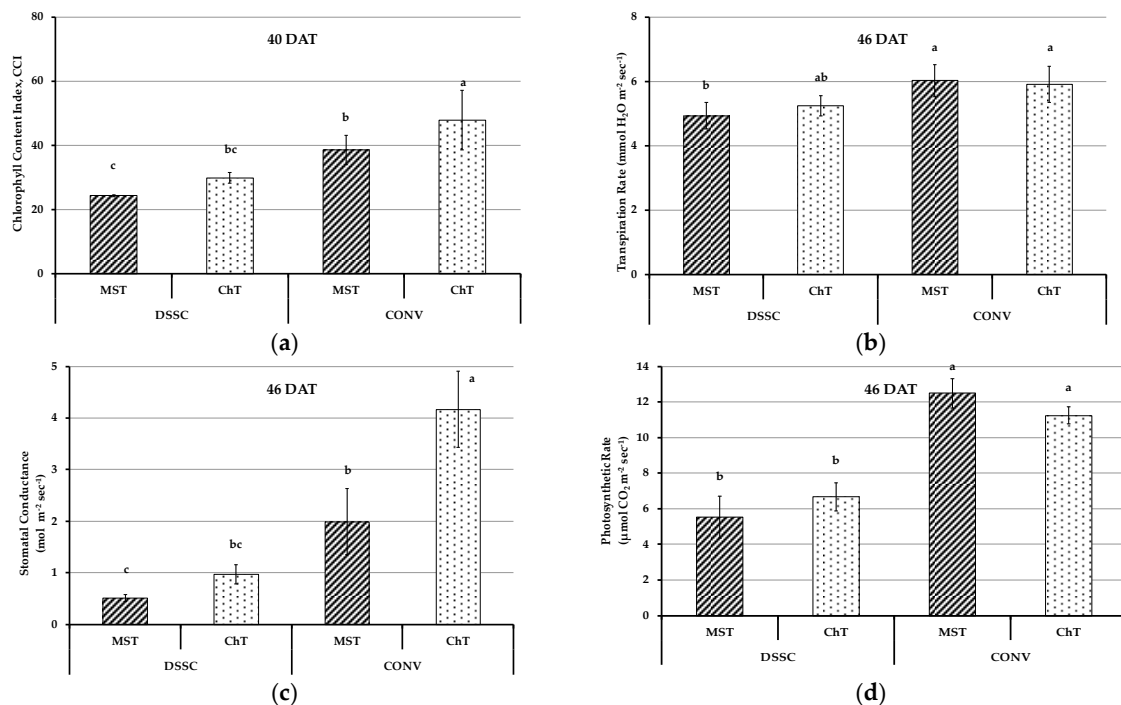 40 DAT
Chlorophyll Content Index, CCI
80
60
40
20
0
c
bc
b
a
MST
ChT
MST
ChT
DSSC
CONV
(a)
46 DAT
Transpiration Rate (mmol H₂O m⁻² sec⁻¹)
8
6
4
2
0
b
ab
a
a
MST
ChT
MST
ChT
DSSC
CONV
(b)
46 DAT
Stomatal Conductance
(mol m⁻² sec⁻¹)
5
4
3
2
1
0
c
bc
b
a
MST
ChT
MST
ChT
DSSC
CONV
(c)
46 DAT
Photosynthetic Rate
(µmol CO₂ m⁻² sec⁻¹)
14
12
10
8
6
4
2
0
b
b
a
a
MST
ChT
MST
ChT
DSSC
CONV
(d)